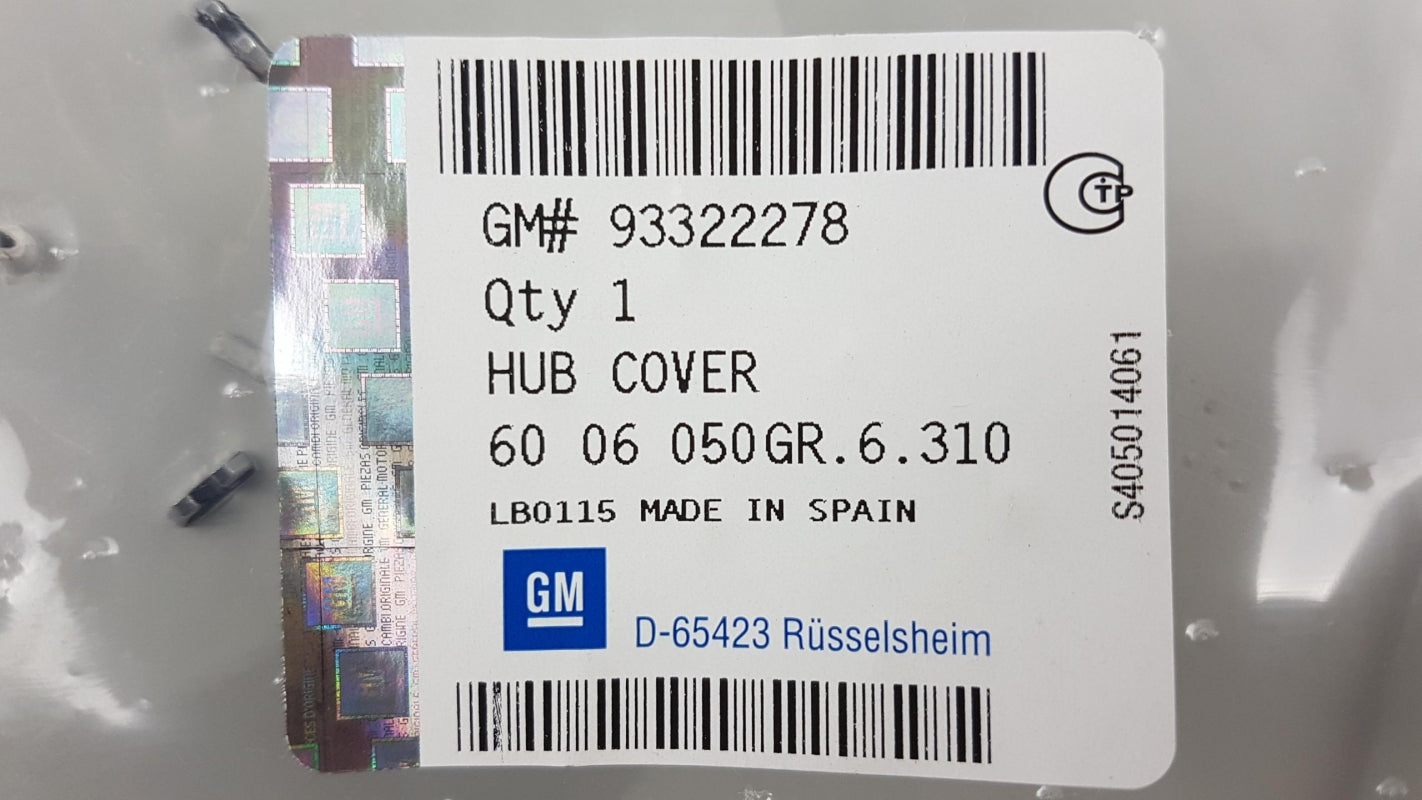 GM# 93322278
Qty 1
HUB COVER
60 06 050GR.6.310
LB0115 MADE IN SPAIN
GM
D-65423 Rüsselsheim
S405014061